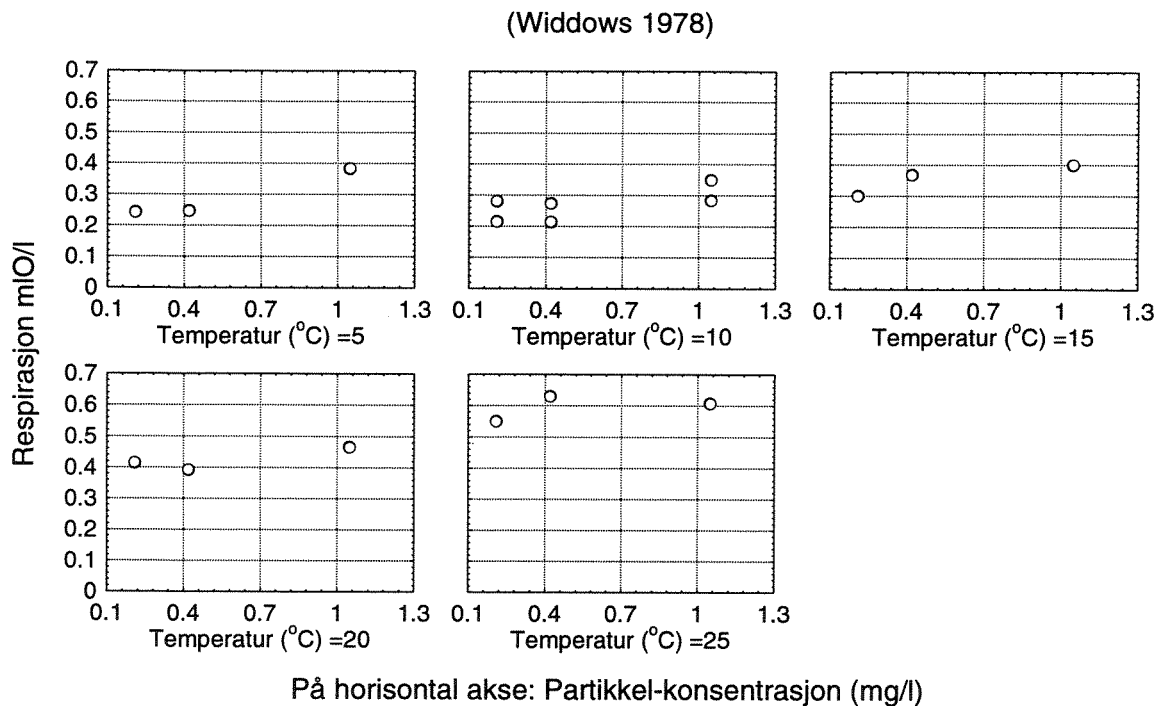 (Widdows 1978)
Respirasjon mlO/l
0.7
0.6
0.5
0.4
0.3
0.2
0.1
0
0.1 0.4 0.7 1 1.3
Temperatur (°C) =5
0.1 0.4 0.7 1 1.3
Temperatur (°C) =10
0.1 0.4 0.7 1 1.3
Temperatur (°C) =15
0.7
0.6
0.5
0.4
0.3
0.2
0.1
0
0.1 0.4 0.7 1 1.3
Temperatur (°C) =20
0.1 0.4 0.7 1 1.3
Temperatur (°C) =25
På horisontal akse: Partikkel-konsentrasjon (mg/l)